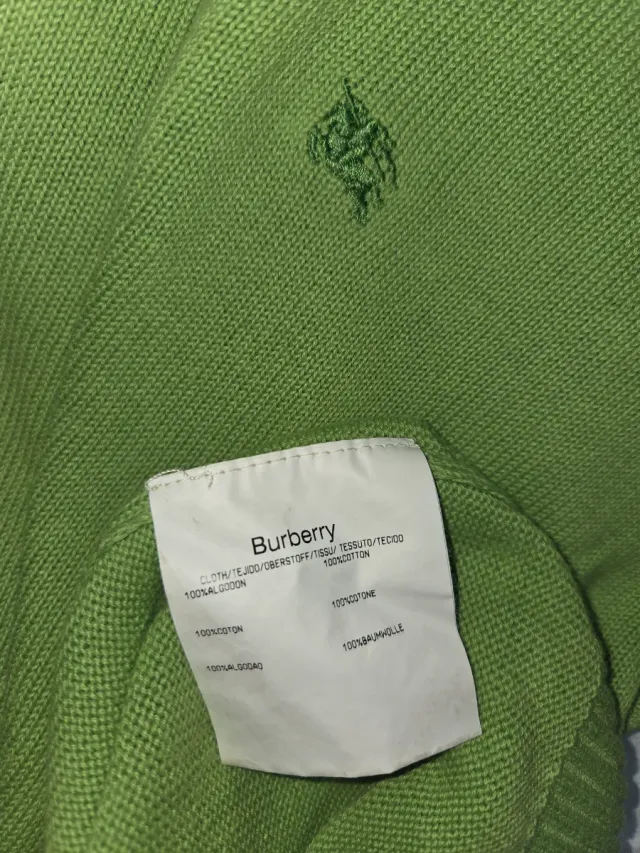 Burberry
CLOTH/TEJIDO/OBERSTOFF/TISSU/ TESSUTO/TECIDO
100%ALGODON 100%COTTON
100%COTON 100%COTONE
100%ALGODAO 100%BAUMWOLLE